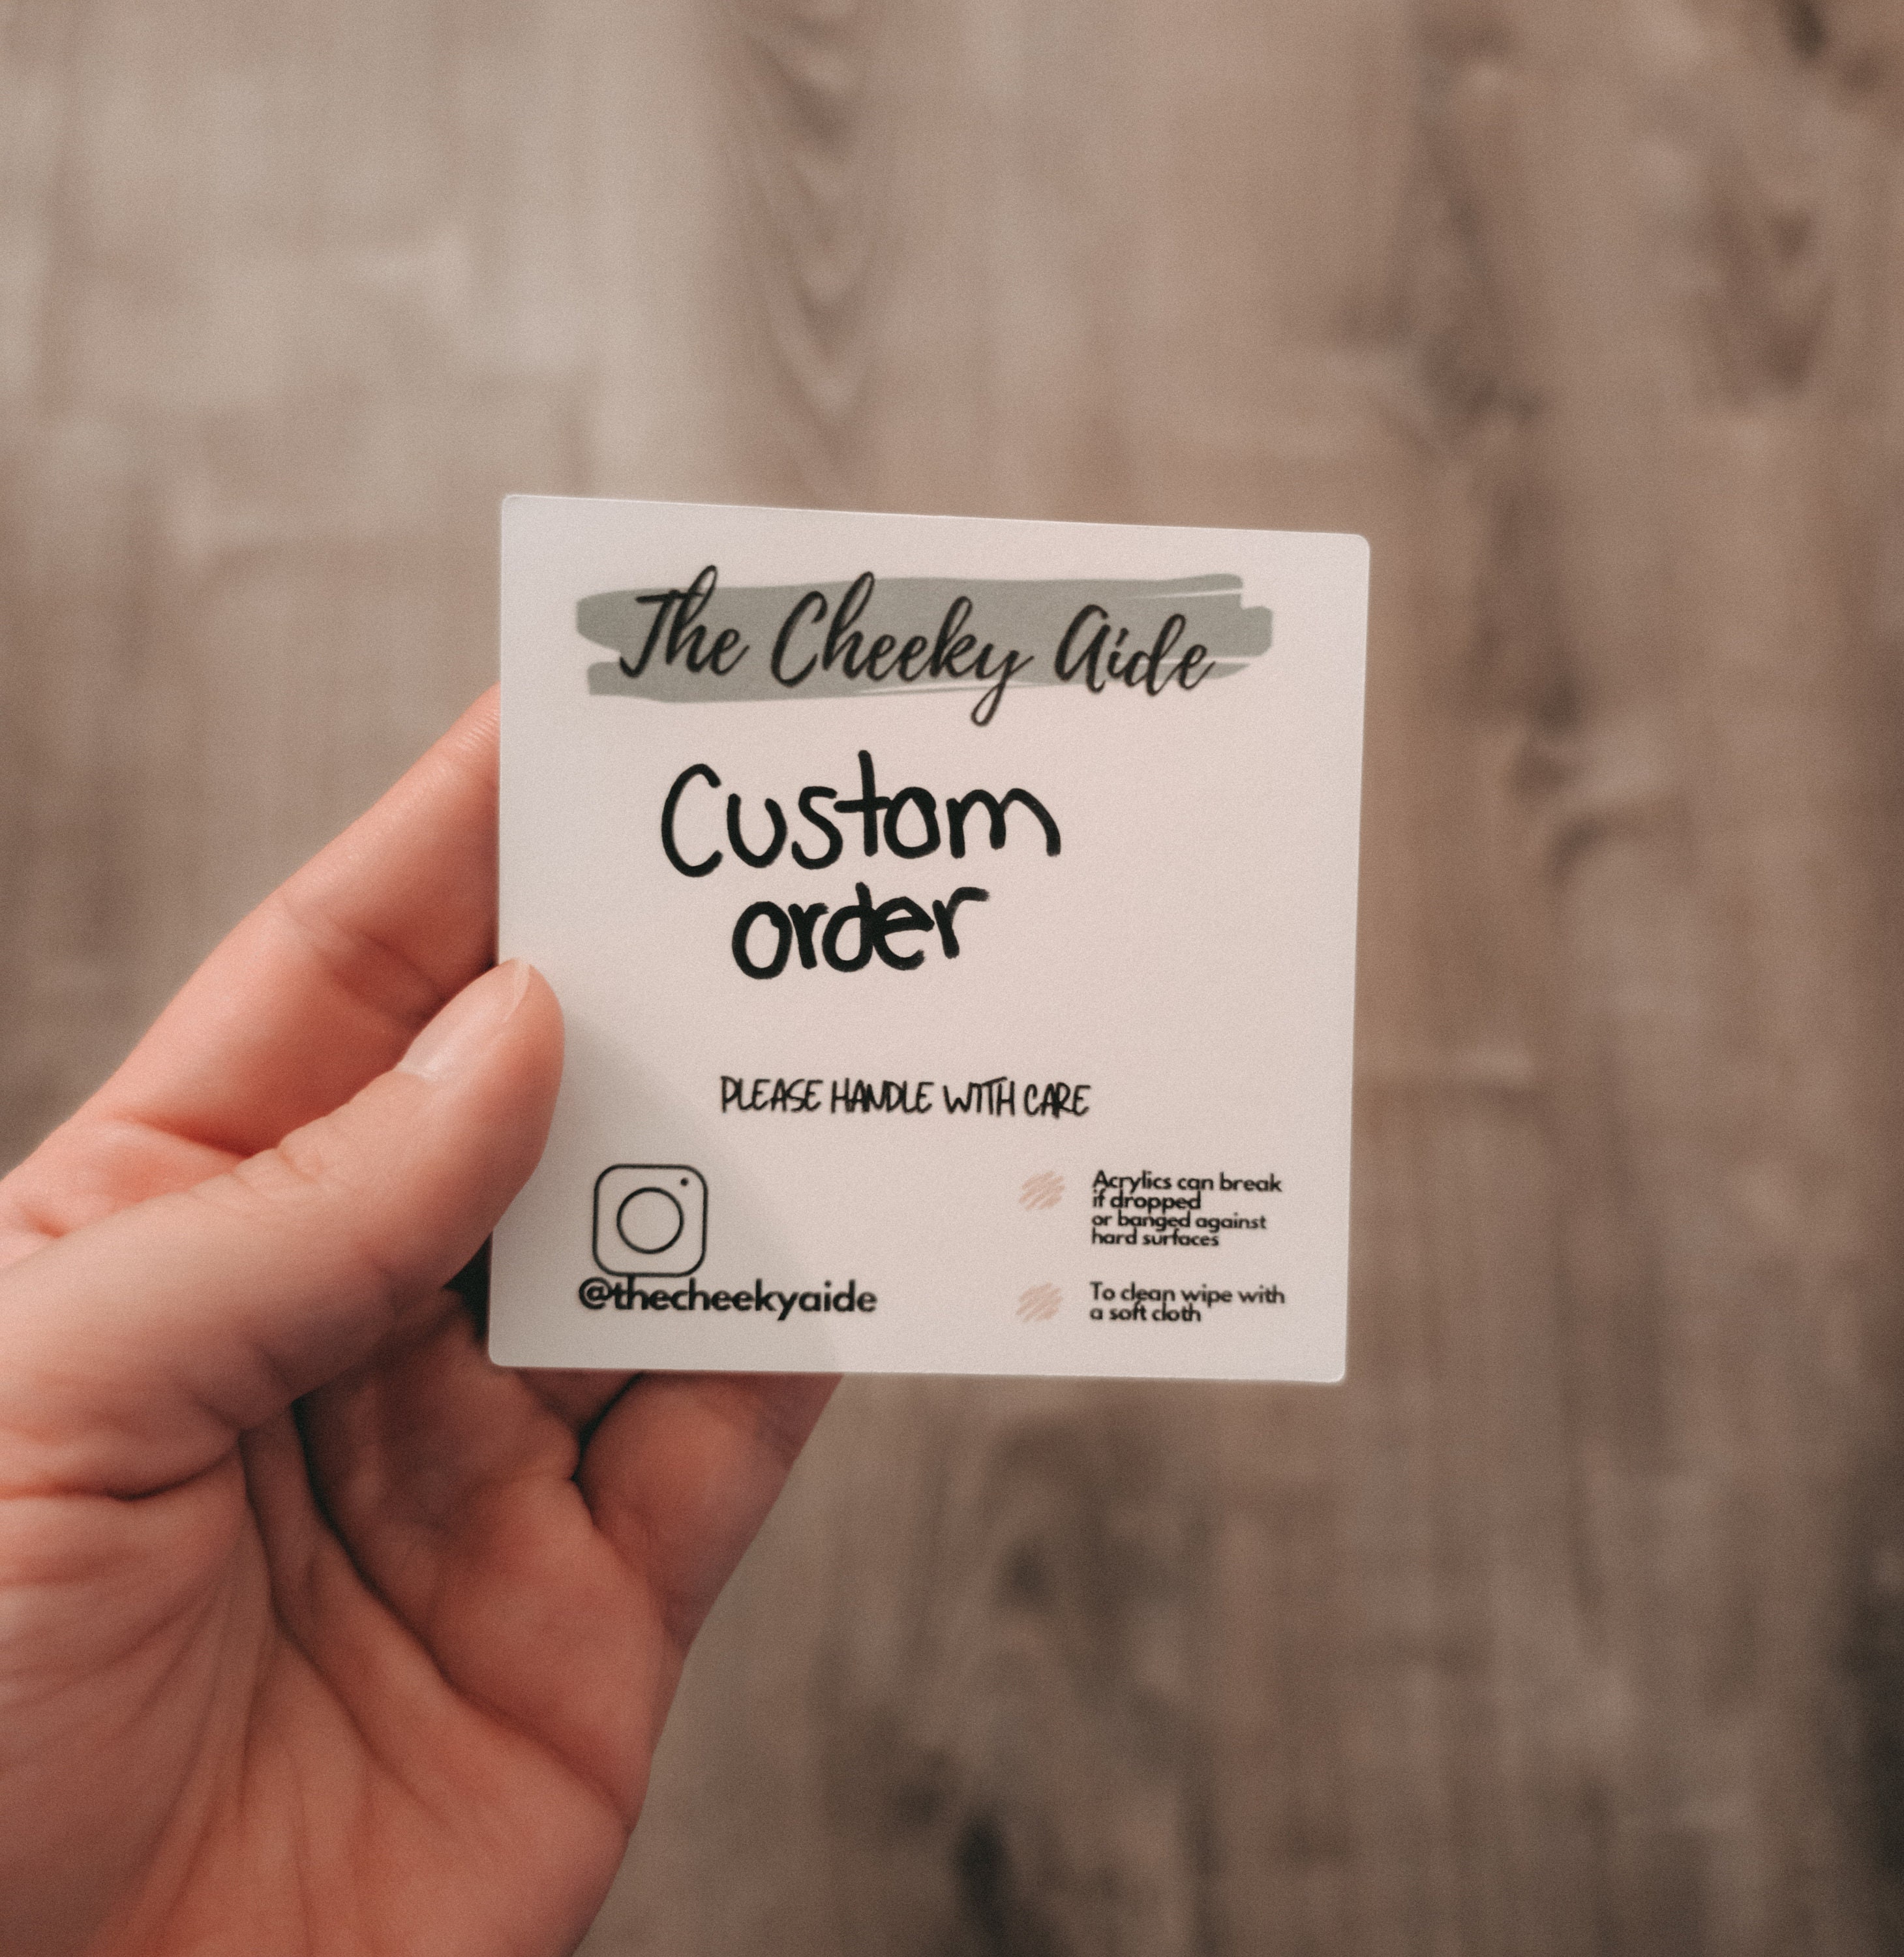 The Cheeky Aide
Custom
order
PLEASE HANDLE WITH CARE
@thecheekyaide
Acrylics can break
if dropped
or banged against
hard surfaces
To clean wipe with
a soft cloth